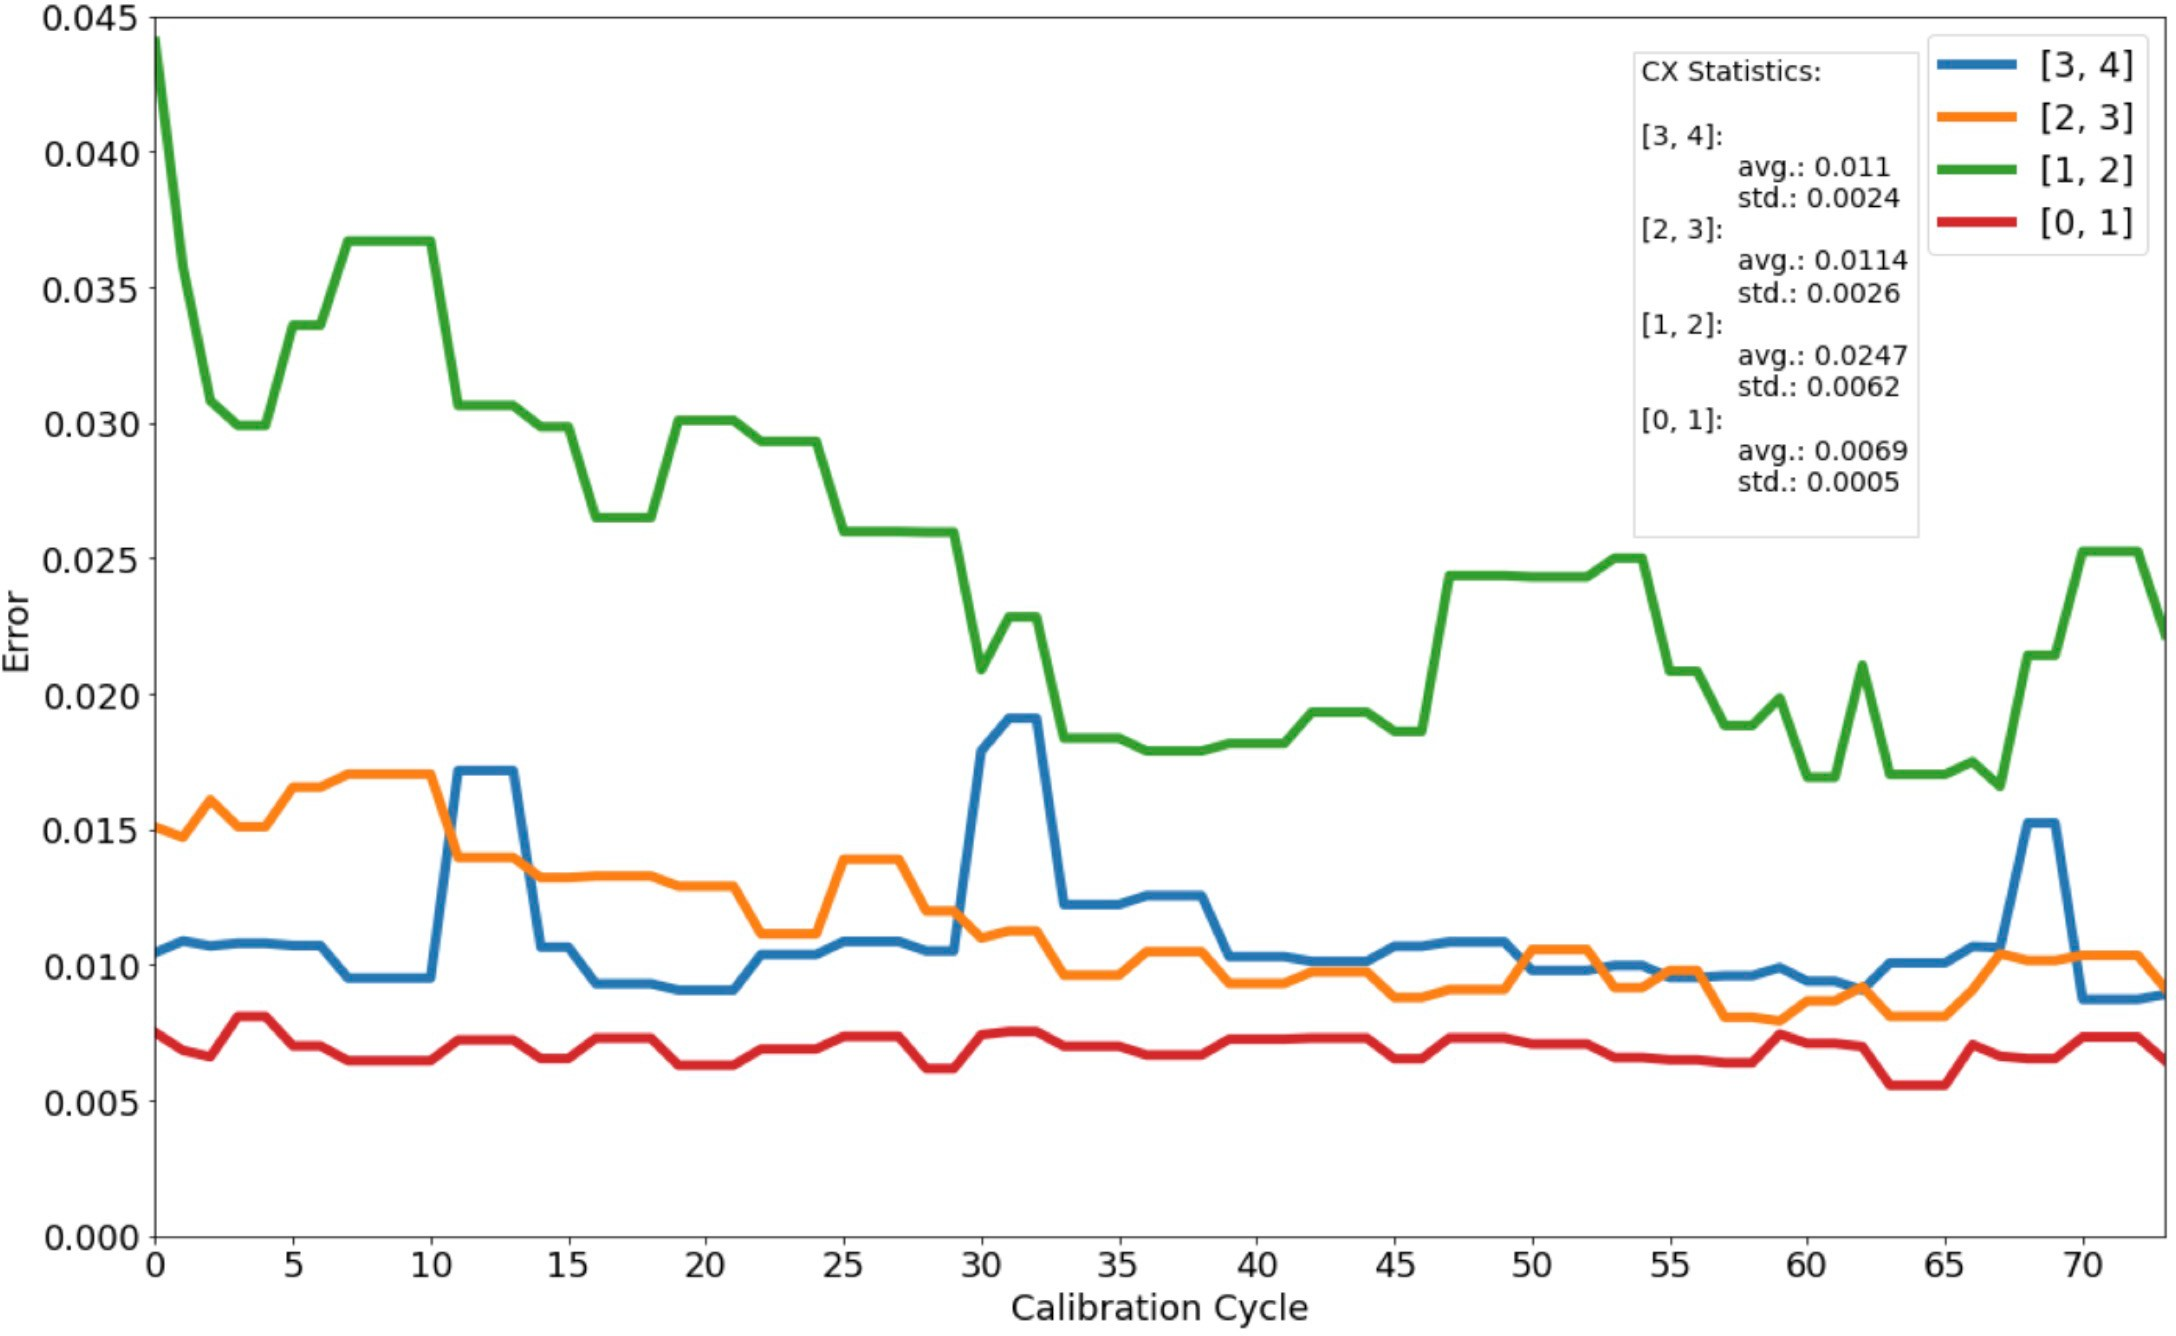 0.045
0.040
0.035
0.030
0.025
0.020
0.015
0.010
0.005
0.000
Error
0 5 10 15 20 25 30 35 40 45 50 55 60 65 70
Calibration Cycle
CX Statistics:
[3, 4]:
avg.: 0.011
std.: 0.0024
[2, 3]:
avg.: 0.0114
std.: 0.0026
[1, 2]:
avg.: 0.0247
std.: 0.0062
[0, 1]:
avg.: 0.0069
std.: 0.0005
[3, 4]
[2, 3]
[1, 2]
[0, 1]